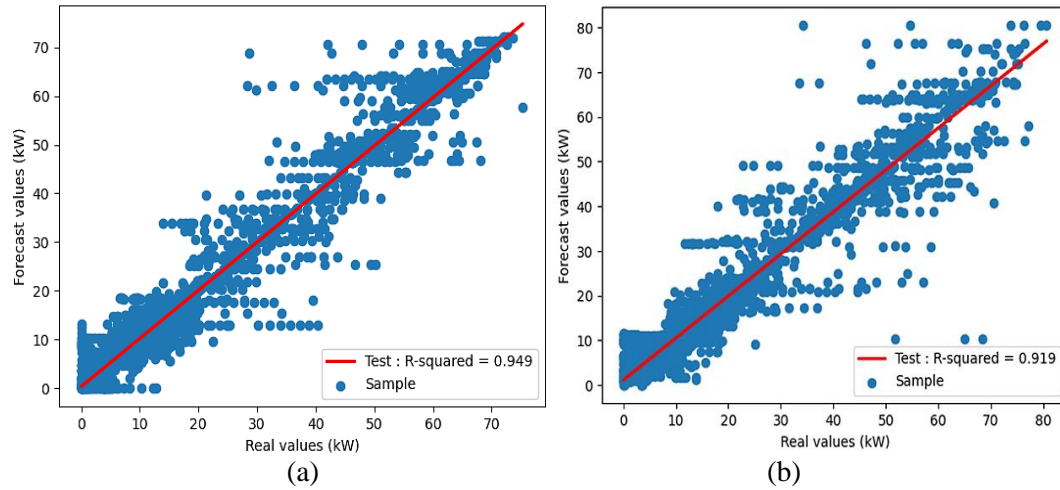 70
60
50
40
30
20
10
0
Forecast values (kW)
Test : R-squared = 0.949
Sample
0 10 20 30 40 50 60 70
Real values (kW)
(a)
80
70
60
50
40
30
20
10
0
Forecast values (kW)
Test : R-squared = 0.919
Sample
0 10 20 30 40 50 60 70 80
Real values (kW)
(b)